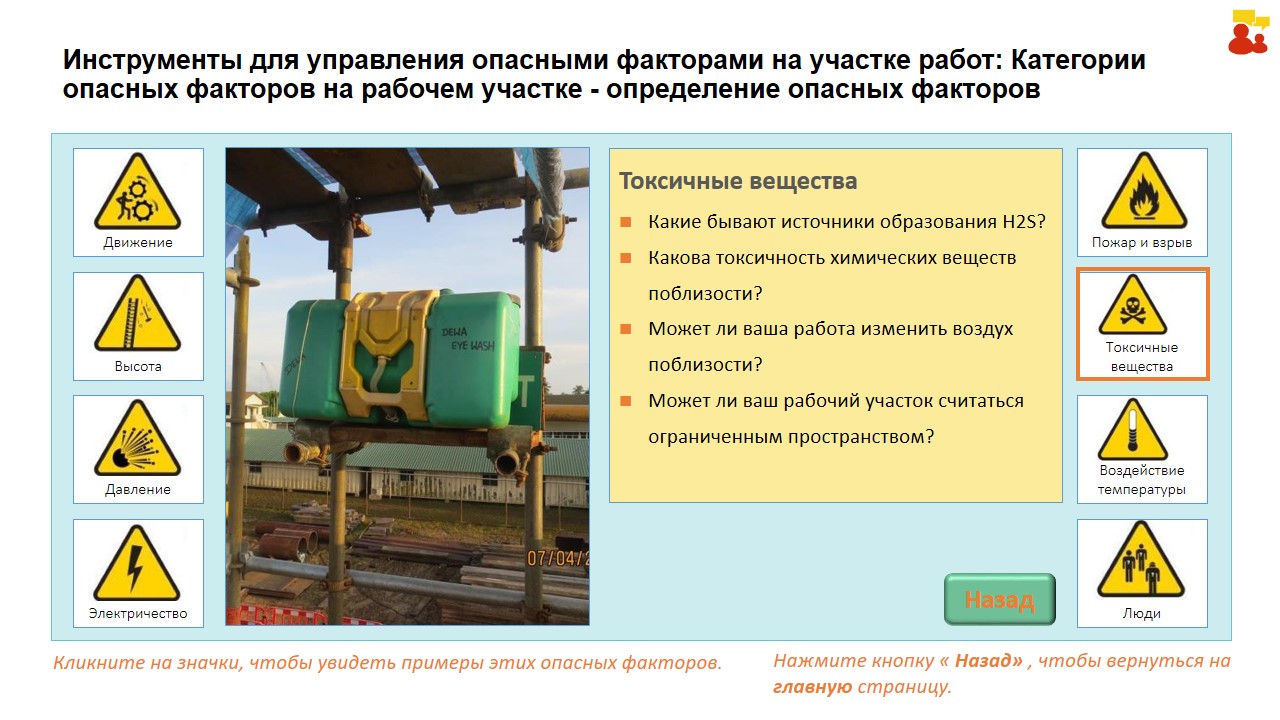 Инструменты для управления опасными факторами на участке работ: Категории
опасных факторов на рабочем участке - определение опасных факторов
Движение
Высота
Давление
Электричество
DEWA
DEWA
EYE WASH
T
07/04/2
Токсичные вещества
Какие бывают источники образования H2S?
Какова токсичность химических веществ
поблизости?
Может ли ваша работа изменить воздух
поблизости?
Может ли ваш рабочий участок считаться
ограниченным пространством?
Назад
Пожар и взрыв
Токсичные
вещества
Воздействие
температуры
Люди
Кликните на значки, чтобы увидеть примеры этих опасных факторов.
Нажмите кнопку « Назад» , чтобы вернуться на
главную страницу.